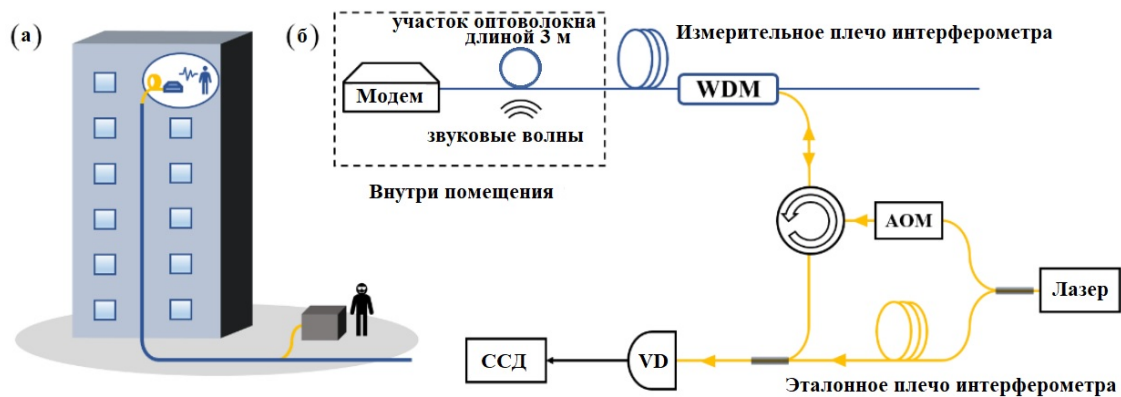 (а)
(б)
участок оптоволокна
длиной 3 м
Измерительное плечо интерферометра
Модем
WDM
звуковые волны
Внутри помещения
АОМ
Лазер
ССД
VD
Эталонное плечо интерферометра